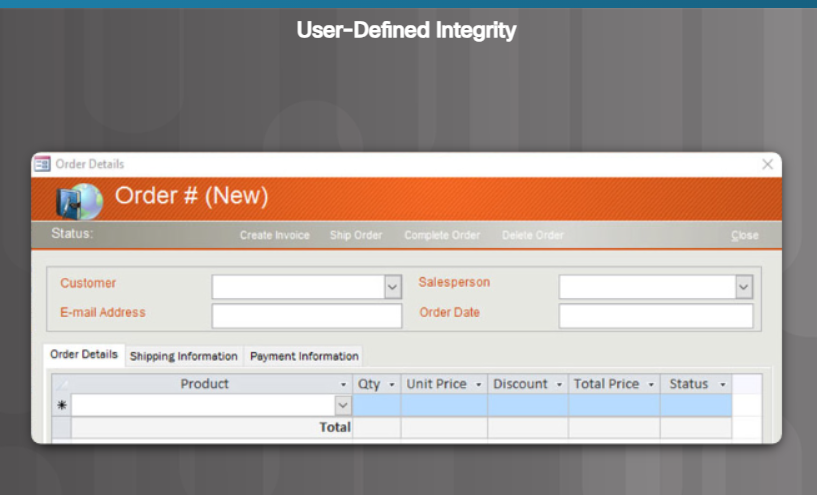 User-Defined Integrity
Order Details
Order # (New)
Status: Create Invoice Ship Order Complete Order Delete Order Close
Customer Salesperson
E-mail Address Order Date
Order Details Shipping Information Payment Information
Product Qty Unit Price Discount Total Price Status
Total